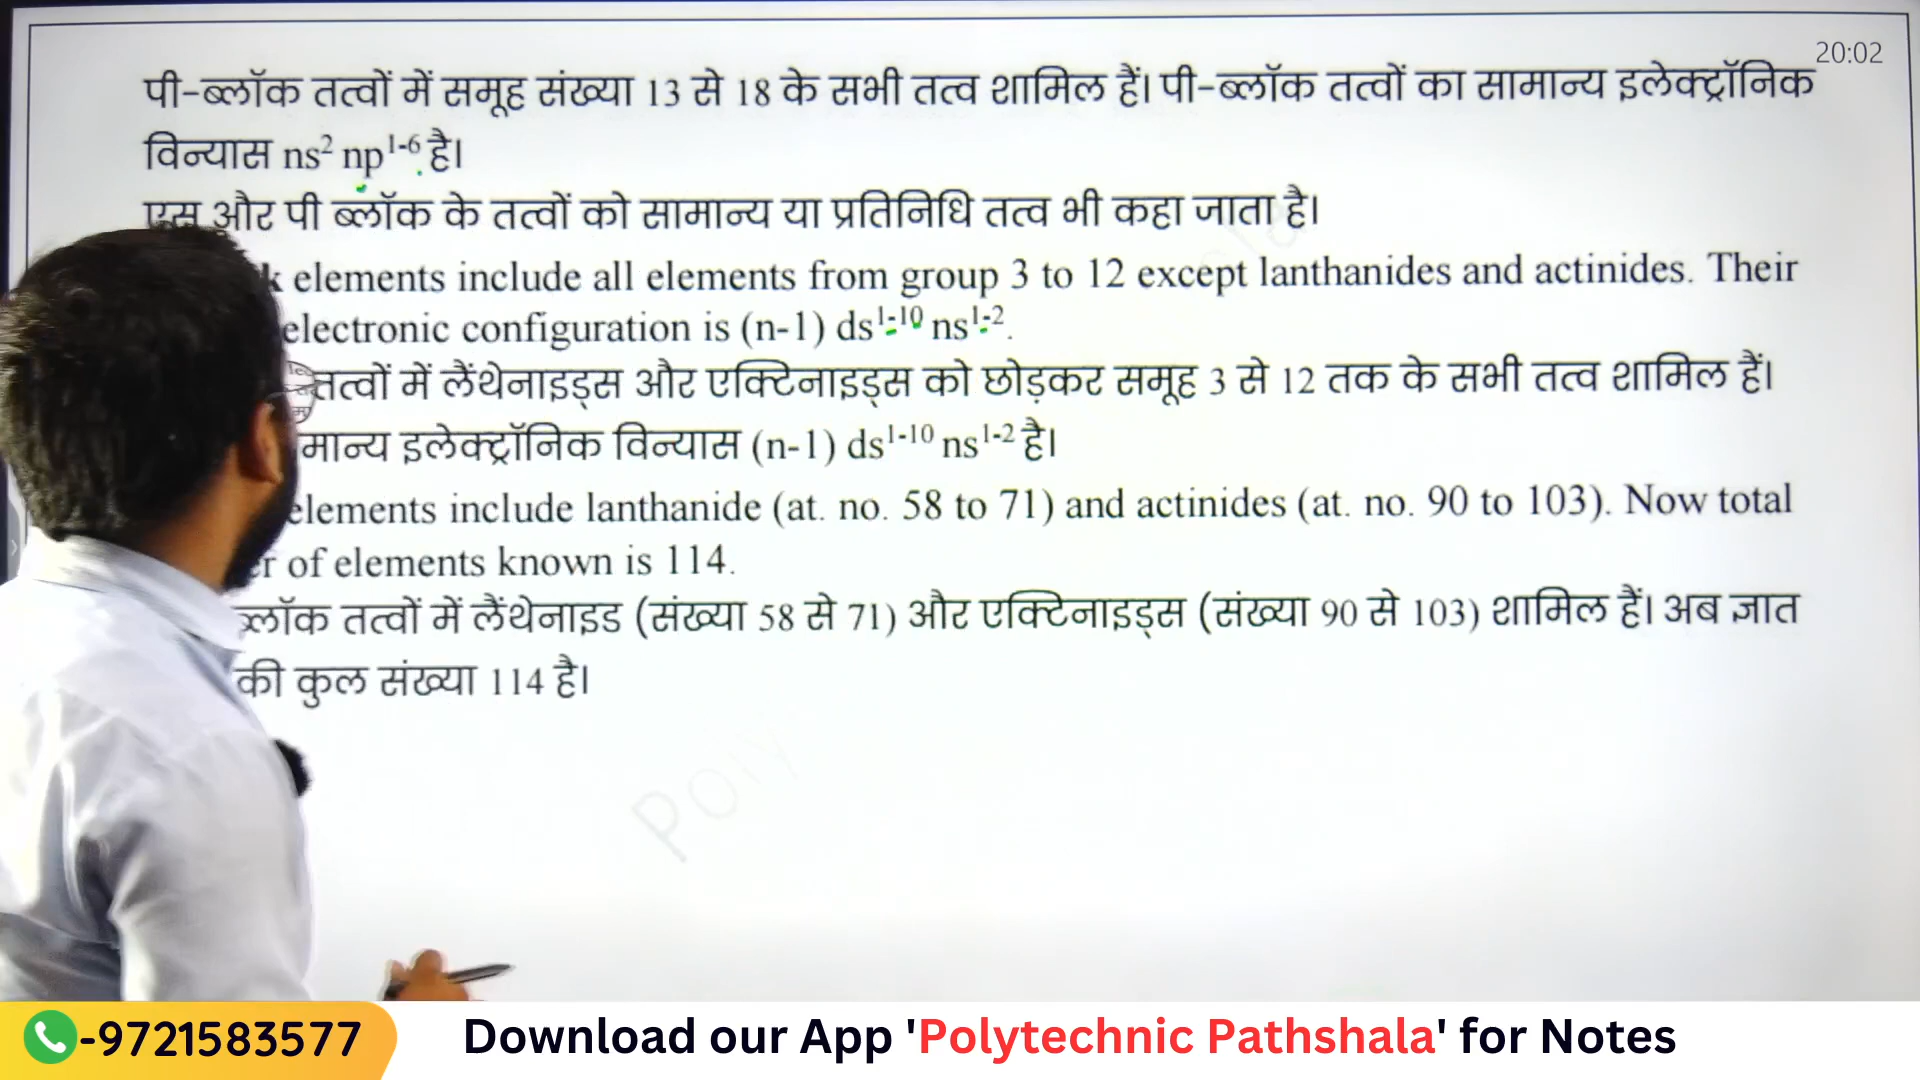 20:02
पी-ब्लॉक तत्वों में समूह संख्या 13 से 18 के सभी तत्व शामिल हैं। पी-ब्लॉक तत्वों का सामान्य इलेक्ट्रॉनिक
विन्यास ns² np¹⁻⁶ है।
एस और पी ब्लॉक के तत्वों को सामान्य या प्रतिनिधि तत्व भी कहा जाता है।
elements include all elements from group 3 to 12 except lanthanides and actinides. Their
electronic configuration is (n-1) ds¹⁻¹⁰ ns¹⁻².
तत्वों में लैंथेनाइड्स और एक्टिनाइड्स को छोड़कर समूह 3 से 12 तक के सभी तत्व शामिल हैं।
इलेक्ट्रॉनिक विन्यास (n-1) ds¹⁻¹⁰ ns¹⁻² है।
elements include lanthanide (at. no. 58 to 71) and actinides (at. no. 90 to 103). Now total
of elements known is 114.
तत्वों में लैंथेनाइड (संख्या 58 से 71) और एक्टिनाइड्स (संख्या 90 से 103) शामिल हैं। अब ज्ञात
की कुल संख्या 114 है।
-9721583577
Download our App 'Polytechnic Pathshala' for Notes